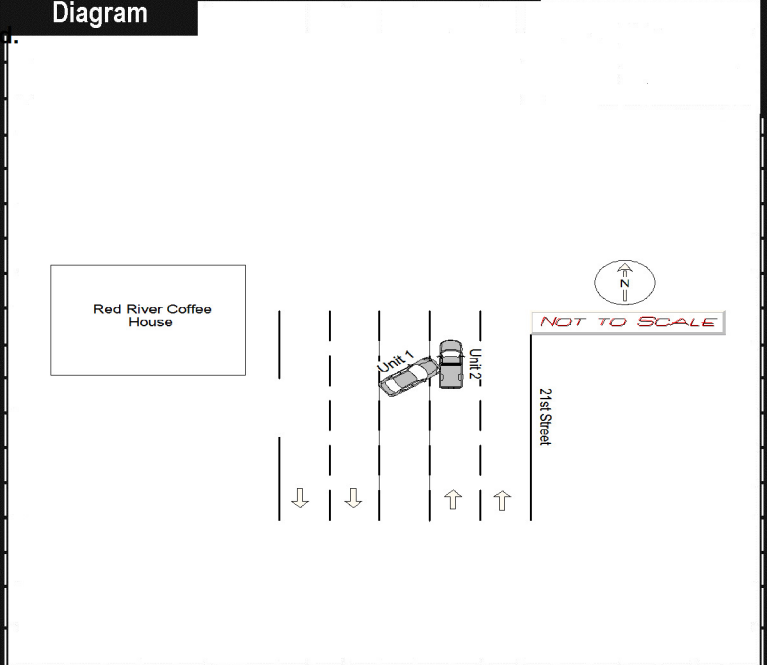 Diagram
d.
Red River Coffee
House
N
NOT TO SCALE
Unit 1
Unit 2
21st Street